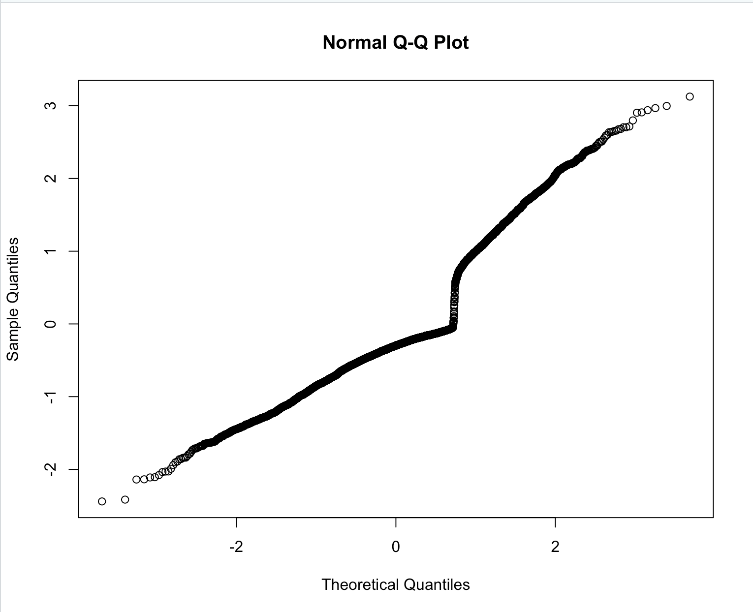 Normal Q-Q Plot
3
2
1
0
-1
-2
Sample Quantiles
-2 0 2
Theoretical Quantiles